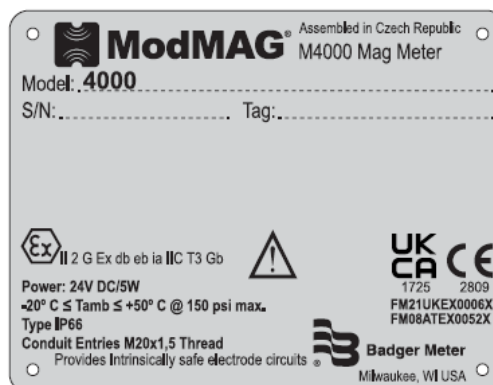 ModMAG®
Assembled in Czech Republic
M4000 Mag Meter
Model: 4000
S/N:
Tag:
Ex II 2 G Ex db eb ia IIC T3 Gb
UK
CA CE
1725 2809
Power: 24V DC/5W
-20° C ≤ Tamb ≤ +50° C @ 150 psi max.
Type IP66
Conduit Entries M20x1,5 Thread
Provides Intrinsically safe electrode circuits
FM21UKEX0006X
FM08ATEX0052X
® Badger Meter
Milwaukee, WI USA